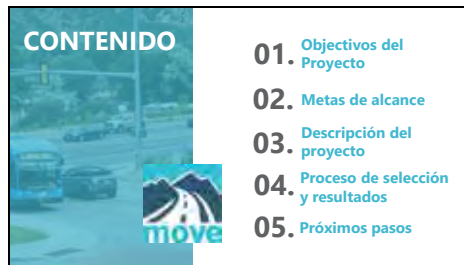 CONTENIDO
01. Objectivos del
Proyecto
02. Metas de alcance
03. Descripción del
proyecto
04. Proceso de selección
y resultados
05. Próximos pasos
move